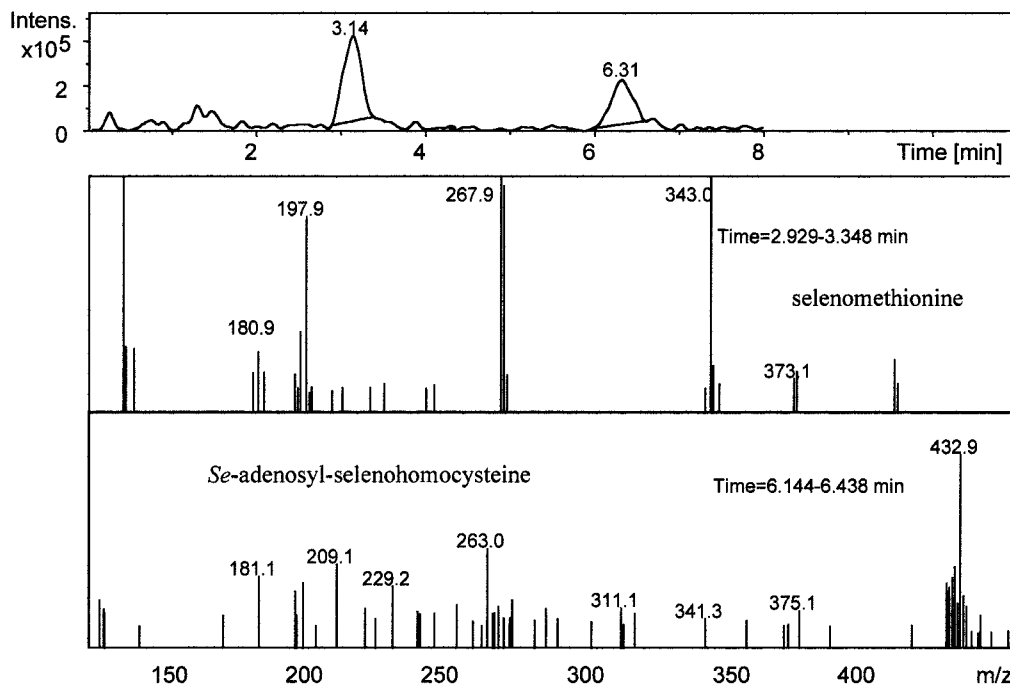 Intens.
x10⁵
3.14
6.31
2
0
2 4 6 8 Time [min]
267.9 343.0
197.9
Time=2.929-3.348 min
selenomethionine
180.9
373.1
432.9
Se-adenosyl-selenohomocysteine
Time=6.144-6.438 min
263.0
209.1
181.1
229.2
311.1
375.1
341.3
150 200 250 300 350 400 m/z